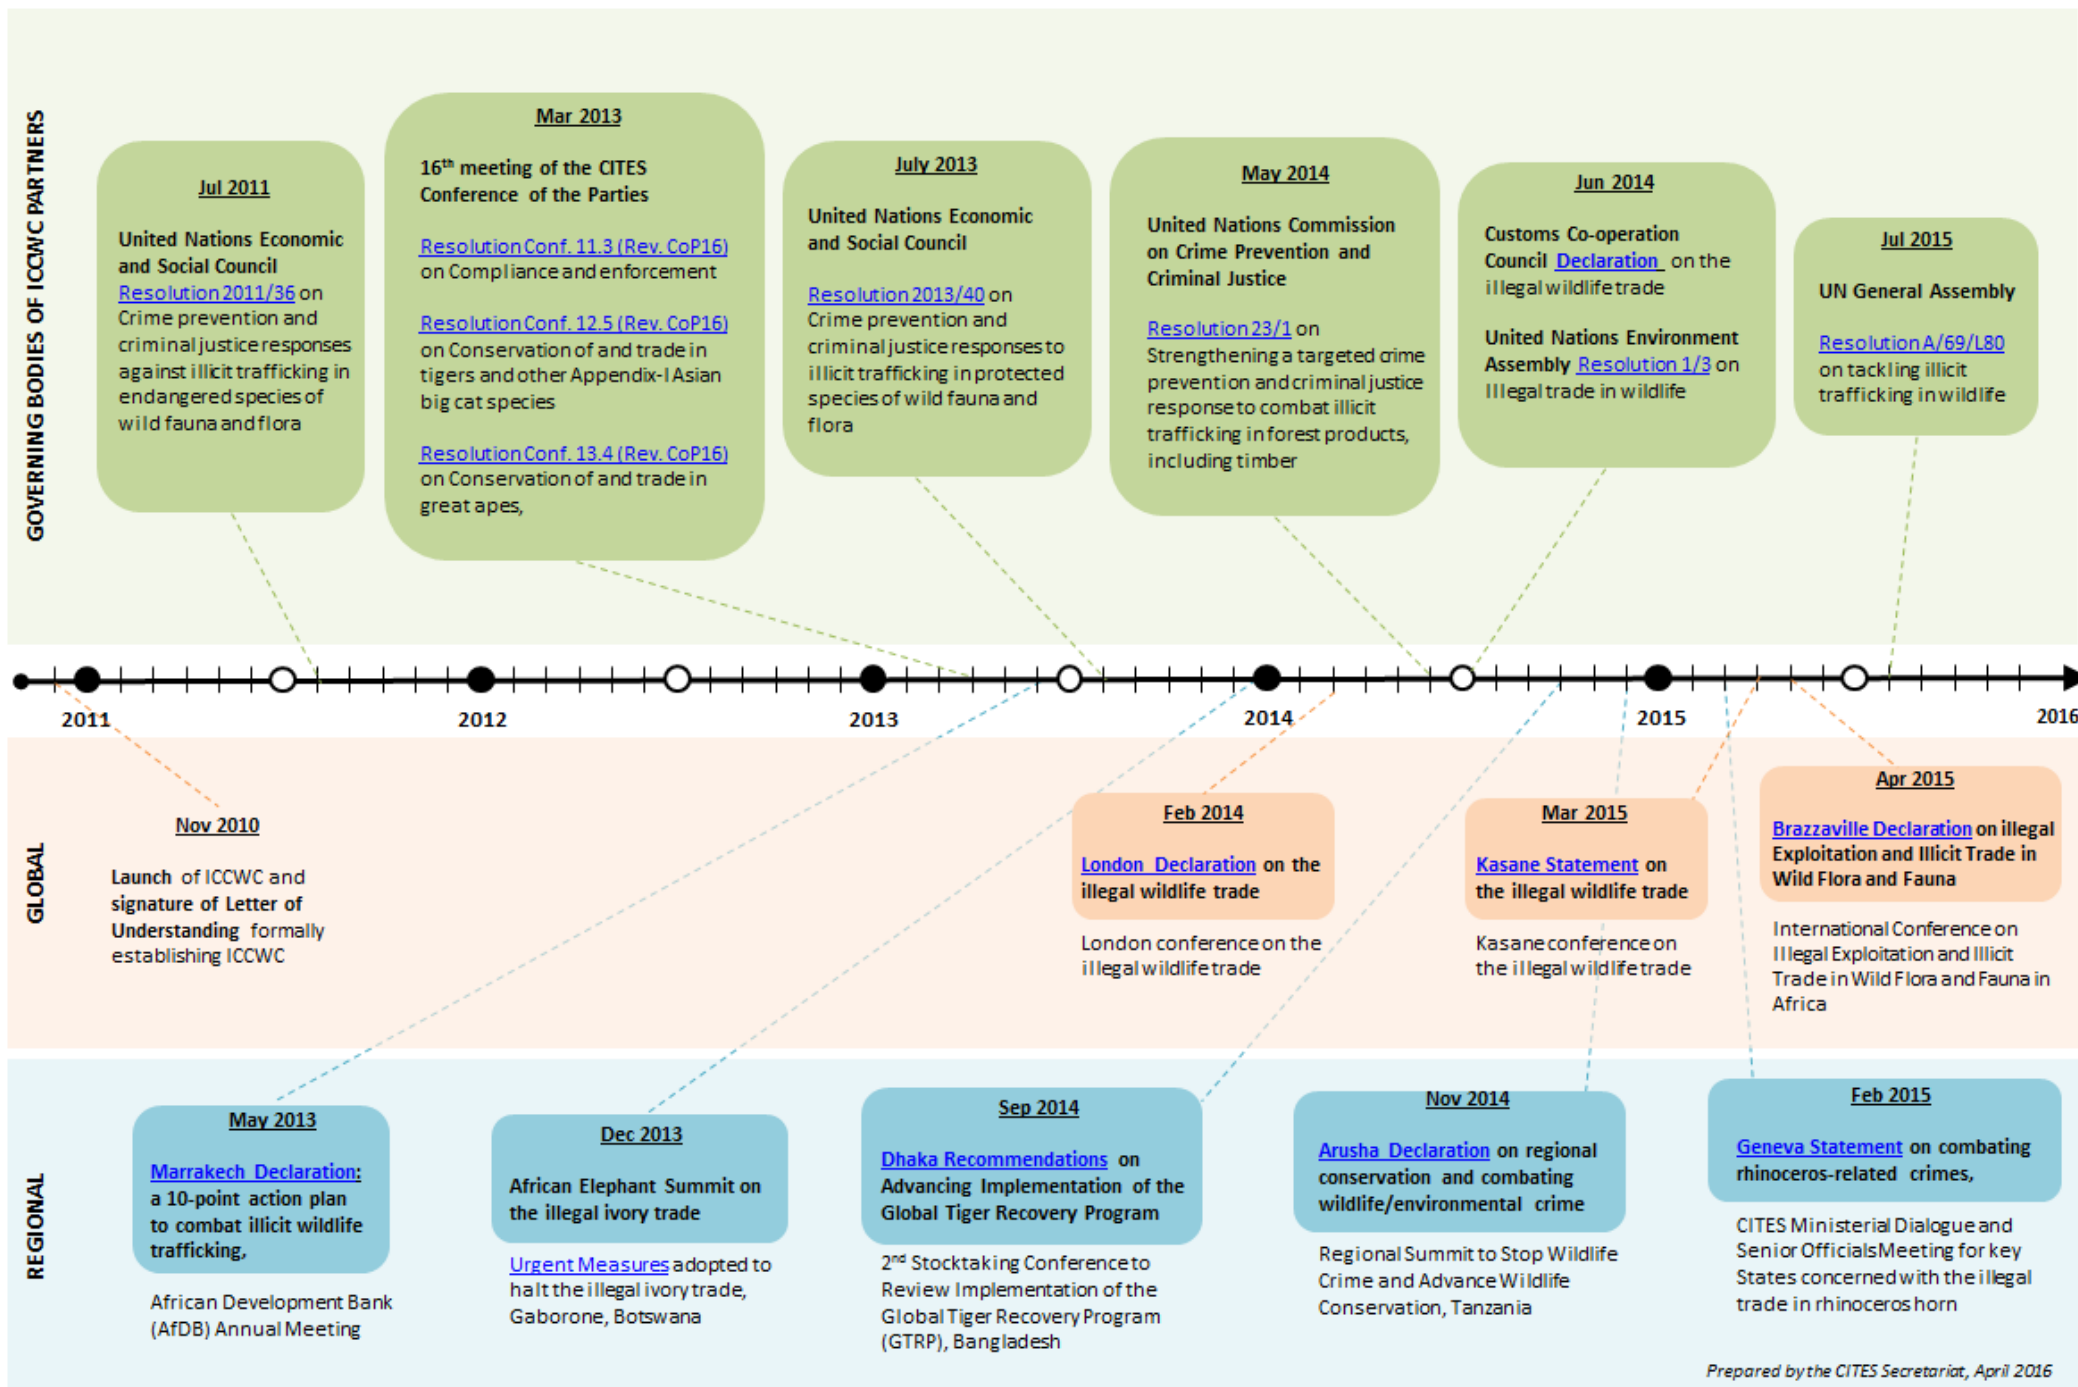 GOVERNING BODIES OF ICCWC PARTNERS
Jul 2011
United Nations Economic
and Social Council
Resolution 2011/36 on
Crime prevention and
criminal justice responses
against illicit trafficking in
endangered species of
wild fauna and flora
Mar 2013
16th meeting of the CITES
Conference of the Parties
Resolution Conf. 11.3 (Rev. CoP16)
on Compliance and enforcement
Resolution Conf. 12.5 (Rev. CoP16)
on Conservation of and trade in
tigers and other Appendix-I Asian
big cat species
Resolution Conf. 13.4 (Rev. CoP16)
on Conservation of and trade in
great apes,
July 2013
United Nations Economic
and Social Council
Resolution 2013/40 on
Crime prevention and
criminal justice responses to
illicit trafficking in protected
species of wild fauna and
flora
May 2014
United Nations Commission
on Crime Prevention and
Criminal Justice
Resolution 23/1 on
Strengthening a targeted crime
prevention and criminal justice
response to combat illicit
trafficking in forest products,
including timber
Jun 2014
Customs Co-operation
Council Declaration on the
illegal wildlife trade
United Nations Environment
Assembly Resolution 1/3 on
Illegal trade in wildlife
Jul 2015
UN General Assembly
Resolution A/69/L80
on tackling illicit
trafficking in wildlife
2011
2012
2013
2014
2015
2016
GLOBAL
Nov 2010
Launch of ICCWC and
signature of Letter of
Understanding formally
establishing ICCWC
Feb 2014
London Declaration on the
illegal wildlife trade
London conference on the
illegal wildlife trade
Mar 2015
Kasane Statement on
the illegal wildlife trade
Kasane conference on
the illegal wildlife trade
Apr 2015
Brazzaville Declaration on illegal
Exploitation and Illicit Trade in
Wild Flora and Fauna
International Conference on
Illegal Exploitation and Illicit
Trade in Wild Flora and Fauna in
Africa
REGIONAL
May 2013
Marrakech Declaration:
a 10-point action plan
to combat illicit wildlife
trafficking,
African Development Bank
(AfDB) Annual Meeting
Dec 2013
African Elephant Summit on
the illegal ivory trade
Urgent Measures adopted to
halt the illegal ivory trade,
Gaborone, Botswana
Sep 2014
Dhaka Recommendations on
Advancing Implementation of the
Global Tiger Recovery Program
2nd Stocktaking Conference to
Review Implementation of the
Global Tiger Recovery Program
(GTRP), Bangladesh
Nov 2014
Arusha Declaration on regional
conservation and combating
wildlife/environmental crime
Regional Summit to Stop Wildlife
Crime and Advance Wildlife
Conservation, Tanzania
Feb 2015
Geneva Statement on combating
rhinoceros-related crimes,
CITES Ministerial Dialogue and
Senior Officials Meeting for key
States concerned with the illegal
trade in rhinoceros horn
Prepared by the CITES Secretariat, April 2016